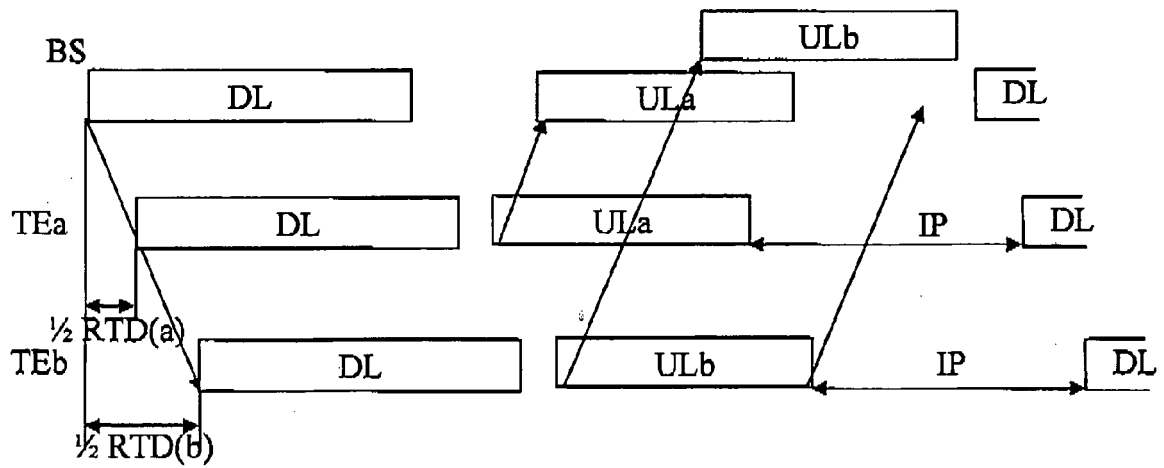 ULb
BS
DL
ULa
DL
TEa
DL
ULa
IP
DL
½ RTD(a)
TEb
DL
ULb
IP
DL
½ RTD(b)